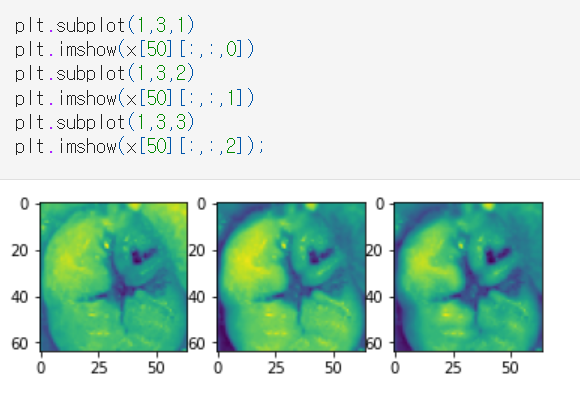 plt.subplot(1,3,1)
plt.imshow(x[50][:,:,0])
plt.subplot(1,3,2)
plt.imshow(x[50][:,:,1])
plt.subplot(1,3,3)
plt.imshow(x[50][:,:,2]);
0 0 0
20 20 20
40 40 40
60 60 60
0 25 50 0 25 50 0 25 50